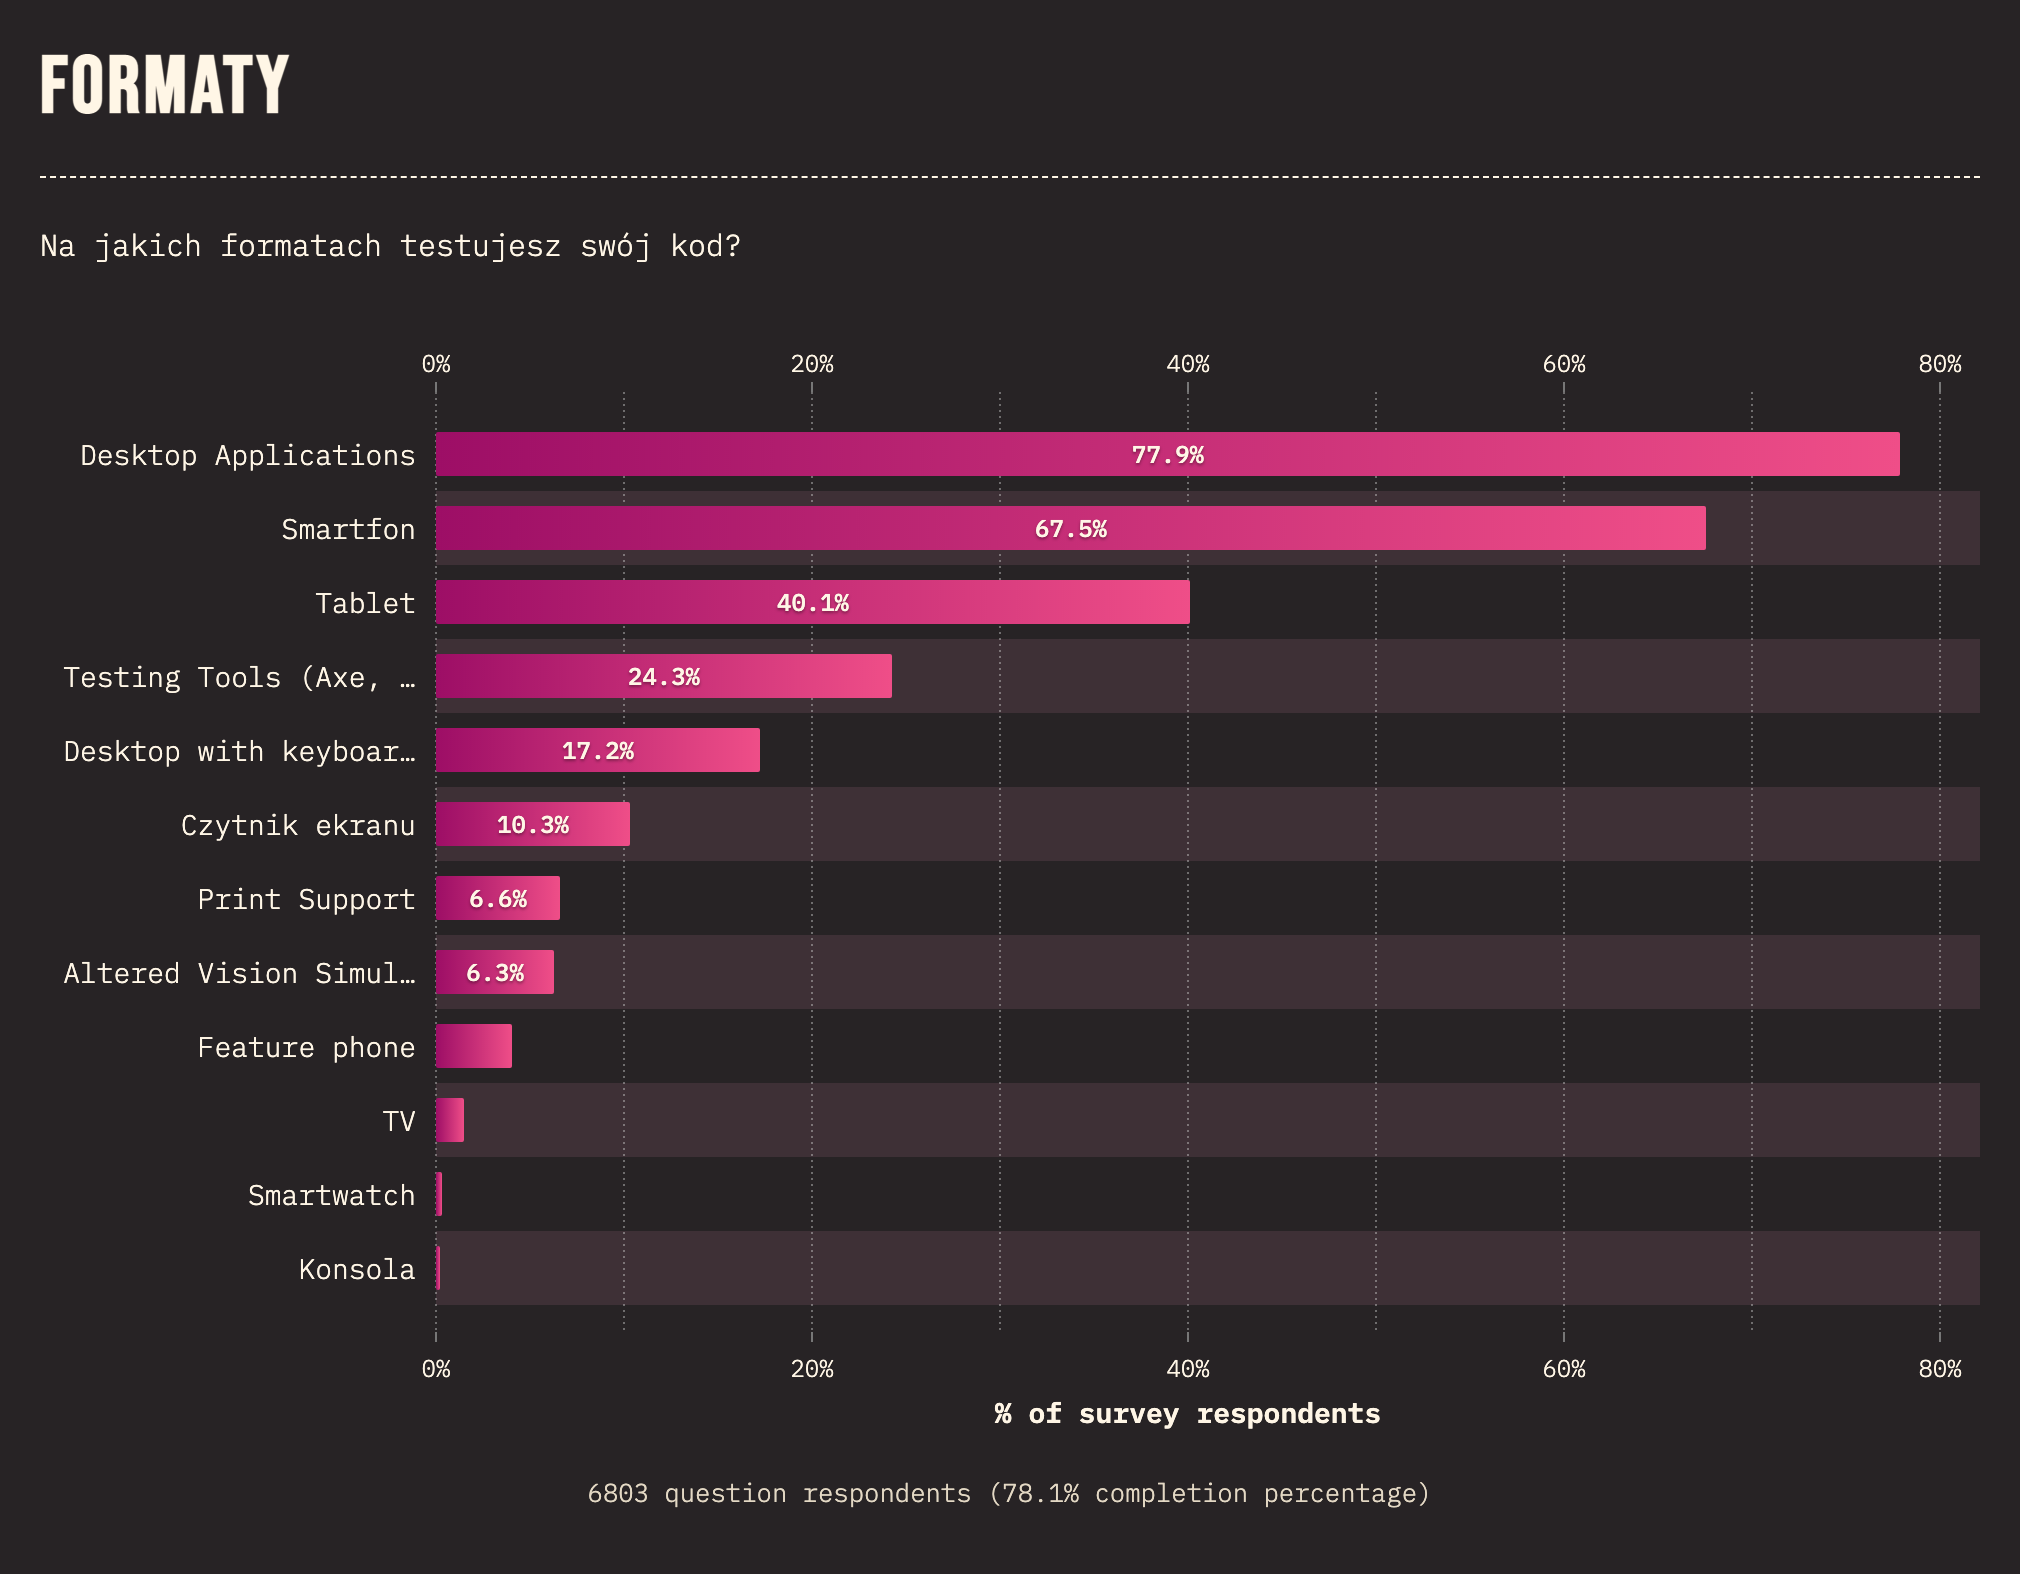 FORMATY
Na jakich formatach testujesz swój kod?
0% 20% 40% 60% 80%
Desktop Applications 77.9%
Smartfon 67.5%
Tablet 40.1%
Testing Tools (Axe, … 24.3%
Desktop with keyboar… 17.2%
Czytnik ekranu 10.3%
Print Support 6.6%
Altered Vision Simul… 6.3%
Feature phone
TV
Smartwatch
Konsola
0% 20% 40% 60% 80%
% of survey respondents
6803 question respondents (78.1% completion percentage)